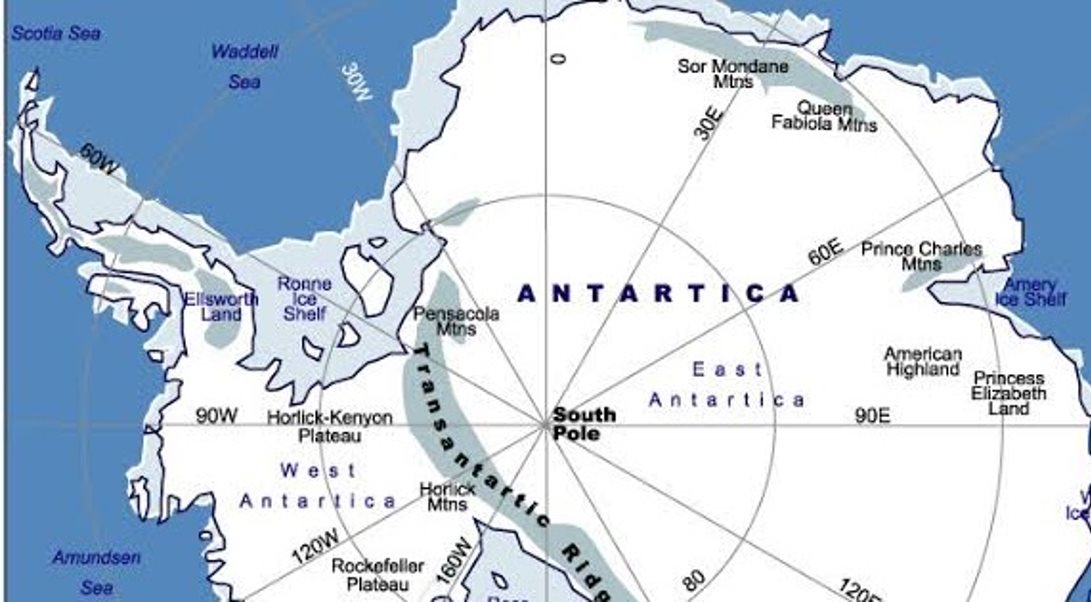 Scotia Sea
Waddell
Sea
30W
0
Sor Mondane
Mtns
30E
Queen
Fabiola Mtns
60W
60E
Prince Charles
Mtns
Ellsworth
Land
Ronne
Ice
Shelf
ANTARTICA
Amery
Ice Shelf
Pensacola
Mtns
Transantartic Ridg
East
Antartica
American
Highland
Princess
Elizabeth
Land
90W
Horlick-Kenyon
Plateau
South
Pole
90E
West
Antartica
Horlick
Mtns
120W
160W
Rockefeller
Plateau
80
120E
Amundsen
Sea